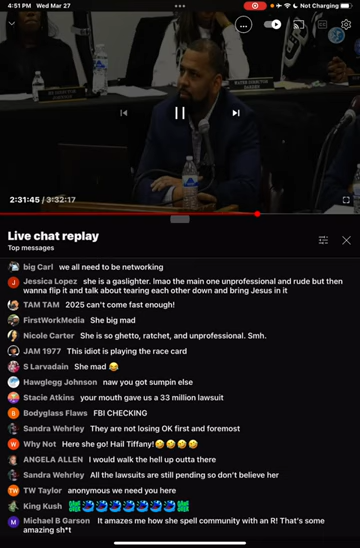 4:51 PM Wed Mar 27
Not Charging
2:31:45 / 3:32:17
Live chat replay
Top messages
big Carl we all need to be networking
Jessica Lopez she is a gaslighter. lmao the main one unprofessional and rude but then
wanna flip it and talk about tearing each other down and bring Jesus in it
TAM TAM 2025 can't come fast enough!
FirstWorkMedia She big mad
Nicole Carter She is so ghetto, ratchet, and unprofessional. Smh.
JAM 1977 This idiot is playing the race card
S Larvadain She mad 😂
Hawglegg Johnson naw you got sumpin else
Stacie Atkins your mouth gave us a 33 million lawsuit
Bodyglass Flaws FBI CHECKING
Sandra Wehrley They are not losing OK first and foremost
Why Not Here she go! Hail Tiffany!🤣🤣🤣🤣
ANGELA ALLEN I would walk the hell up outta there
Sandra Wehrley All the lawsuits are still pending so don't believe her
TW Taylor anonymous we need you here
King Kush
Michael B Garson It amazes me how she spell community with an R! That's some
amazing sh*t